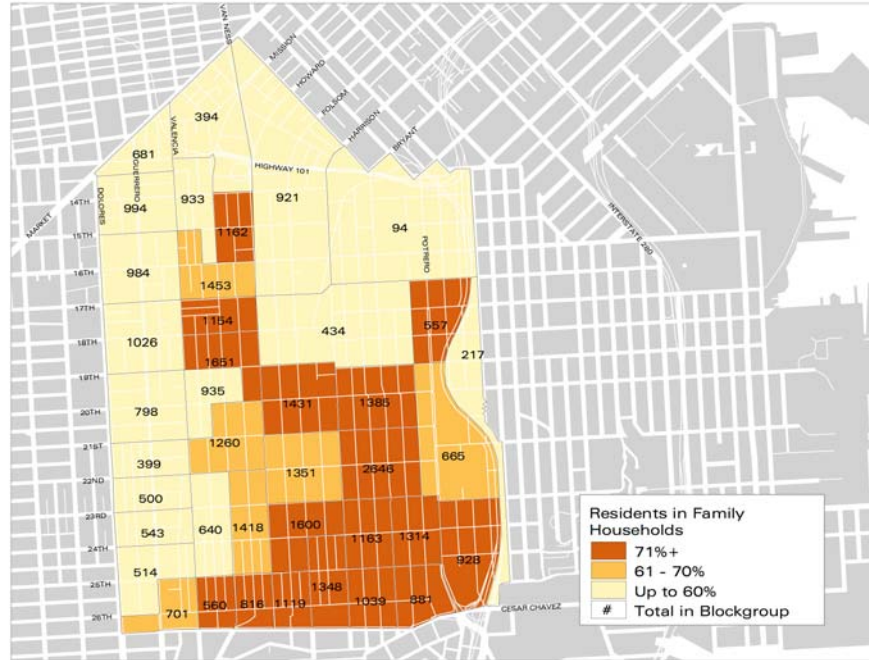 VAN NESS
MISSION
HOWARD
FOLSOM
HARRISON
BRYANT
394
VALENCIA
681
GUERRERO
HIGHWAY 101
DOLORES
933
921
14TH
994
MARKET
1162
94
POTRERO
INTERSTATE 280
15TH
984
16TH
1453
17TH
1154
434
557
1026
18TH
217
1651
19TH
935
798
1431
1385
20TH
21ST
1260
399
1351
2646
665
22ND
500
23RD
543
640
1418
1600
1163
1314
24TH
928
514
25TH
701
560
816
1119
1348
1039
881
26TH
CESAR CHAVEZ
Residents in Family
Households
71%+
61 - 70%
Up to 60%
# Total in Blockgroup